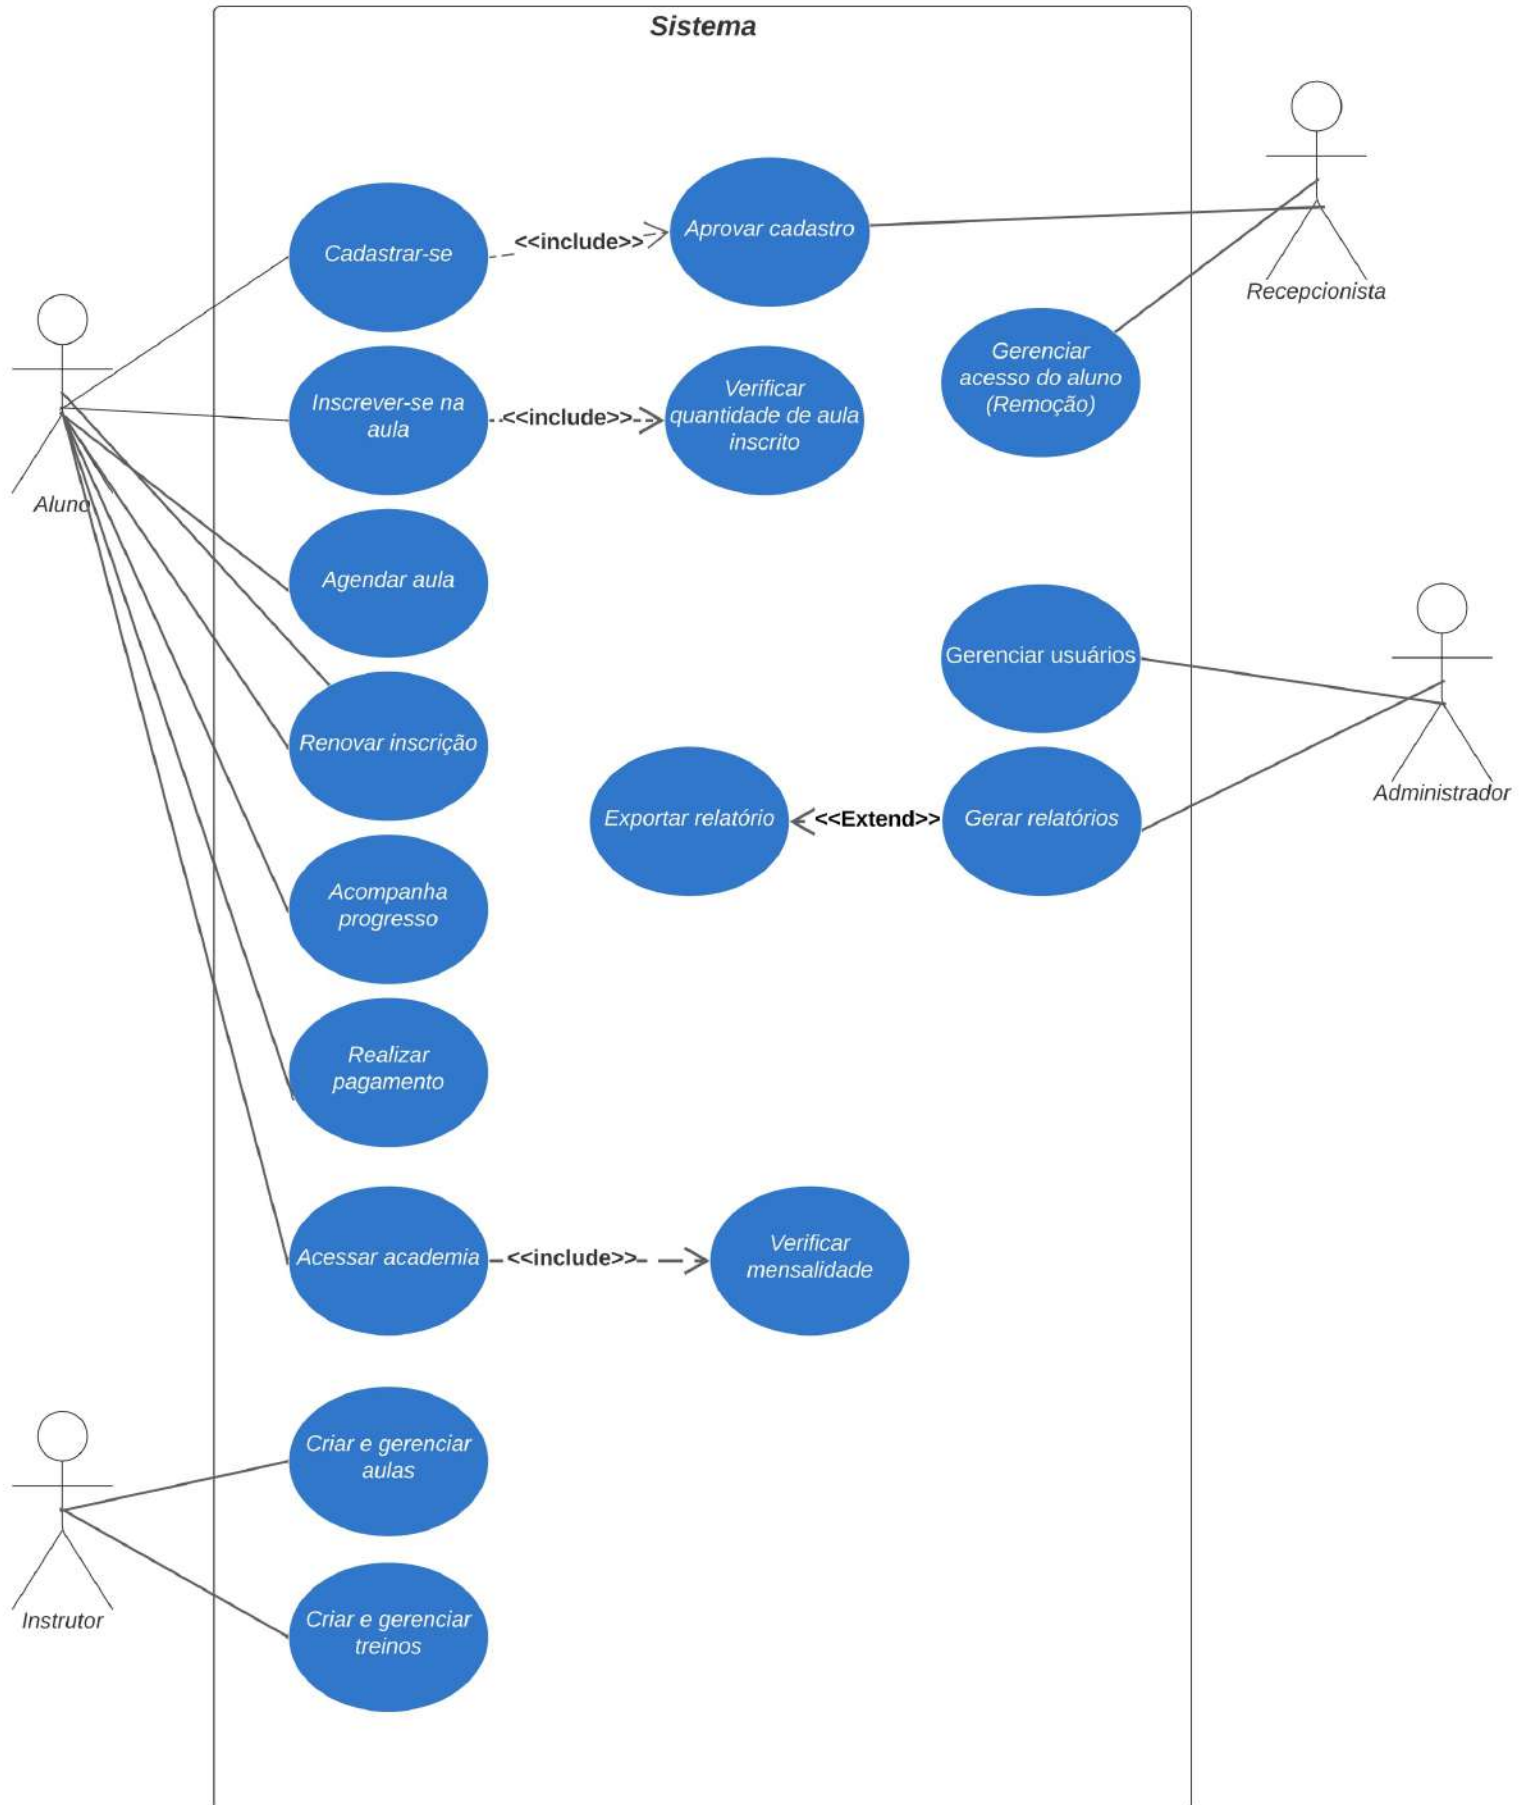 Sistema
Cadastrar-se
<<include>>
Aprovar cadastro
Recepcionista
Gerenciar
acesso do aluno
(Remoção)
Aluno
Inscrever-se na
aula
<<include>>
Verificar
quantidade de aula
inscrito
Agendar aula
Gerenciar usuários
Administrador
Renovar inscrição
Exportar relatório
<<Extend>>
Gerar relatórios
Acompanha
progresso
Realizar
pagamento
Acessar academia
<<include>>
Verificar
mensalidade
Criar e gerenciar
aulas
Instrutor
Criar e gerenciar
treinos